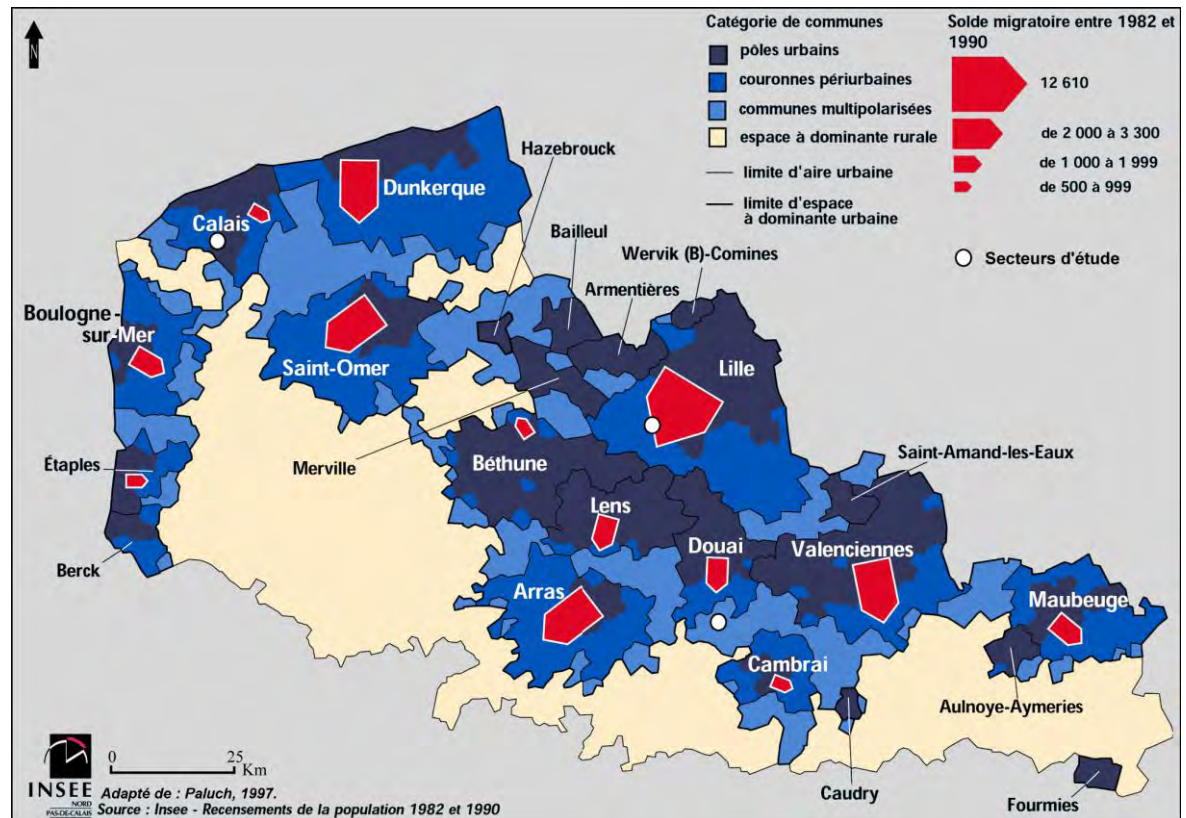 N
Catégorie de communes
pôles urbains
couronnes périurbaines
communes multipolarisées
espace à dominante rurale
limite d'aire urbaine
limite d'espace
à dominante urbaine
Solde migratoire entre 1982 et
1990
12 610
de 2 000 à 3 300
de 1 000 à 1 999
de 500 à 999
Secteurs d'étude
Hazebrouck
Dunkerque
Calais
Bailleul
Wervik (B)-Comines
Armentières
Boulogne-
sur-Mer
Saint-Omer
Lille
Merville
Béthune
Saint-Amand-les-Eaux
Étaples
Lens
Douai
Valenciennes
Berck
Arras
Maubeuge
Cambrai
Aulnoye-Aymeries
Caudry
Fourmies
0 25
Km
INSEE
NORD
PAS-DE-CALAIS
Adapté de : Paluch, 1997.
Source : Insee - Recensements de la population 1982 et 1990